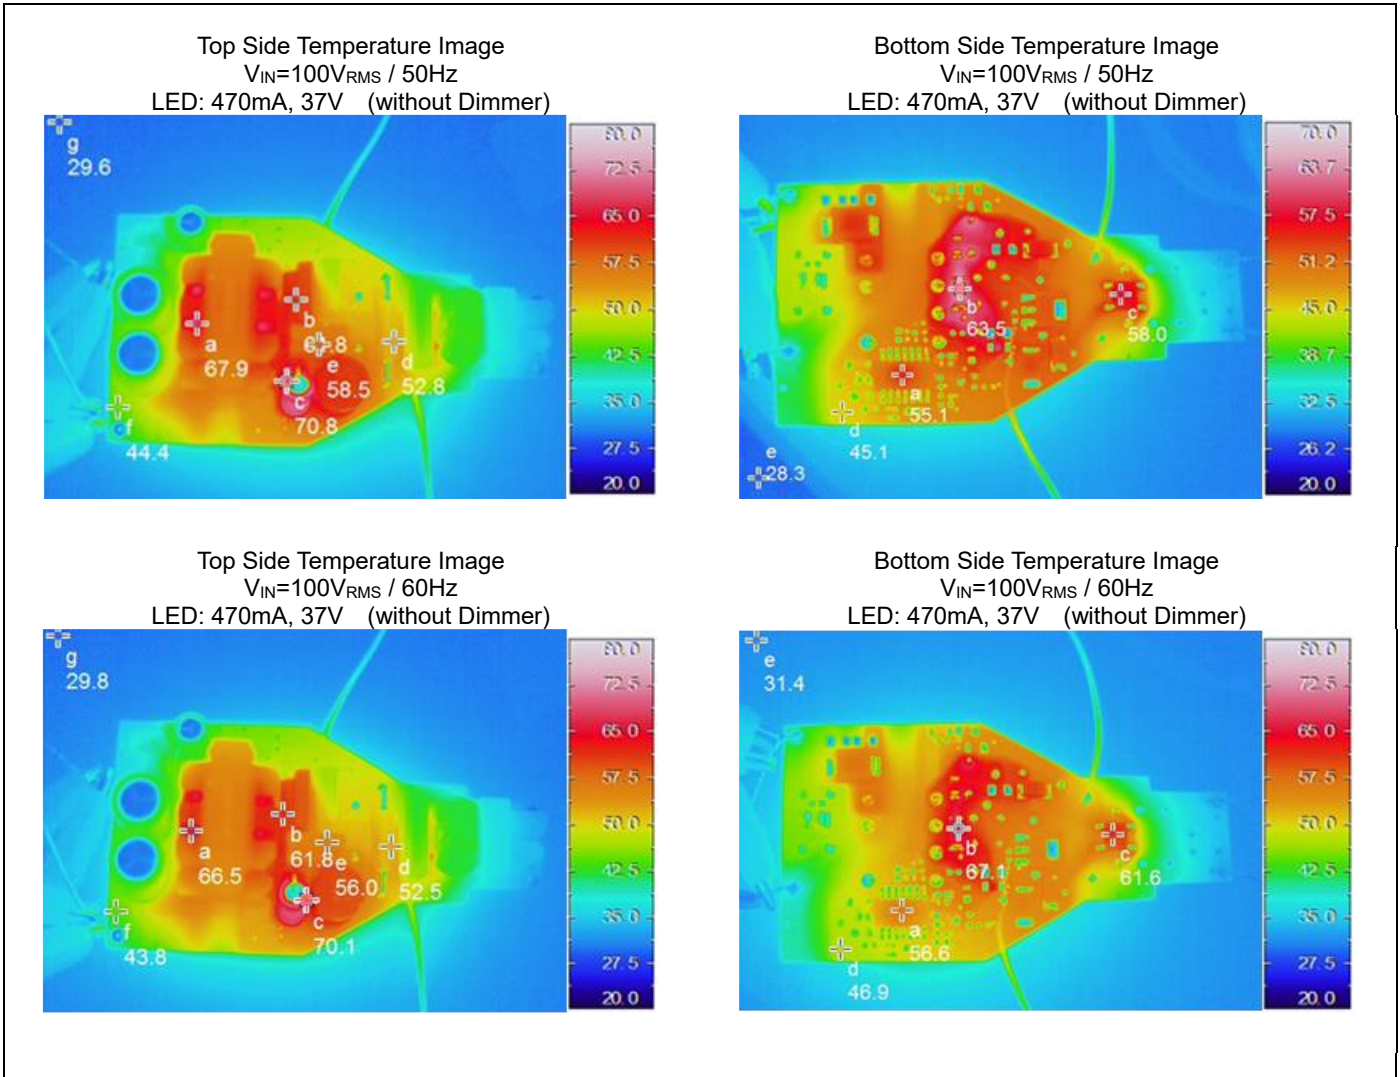 Top Side Temperature Image
VIN=100VRMS / 50Hz
LED: 470mA, 37V (without Dimmer)
g
29.6
a
67.9
b
e
58.5
d
52.8
c
70.8
f
44.4
80.0
72.5
65.0
57.5
50.0
42.5
35.0
27.5
20.0
Bottom Side Temperature Image
VIN=100VRMS / 50Hz
LED: 470mA, 37V (without Dimmer)
b
63.5
c
58.0
a
55.1
d
45.1
e
28.3
70.0
63.7
57.5
51.2
45.0
38.7
32.5
26.2
20.0
Top Side Temperature Image
VIN=100VRMS / 60Hz
LED: 470mA, 37V (without Dimmer)
g
29.8
a
66.5
b
61.8
e
56.0
d
52.5
c
70.1
f
43.8
80.0
72.5
65.0
57.5
50.0
42.5
35.0
27.5
20.0
Bottom Side Temperature Image
VIN=100VRMS / 60Hz
LED: 470mA, 37V (without Dimmer)
e
31.4
b
67.1
c
61.6
a
56.6
d
46.9
80.0
72.5
65.0
57.5
50.0
42.5
35.0
27.5
20.0